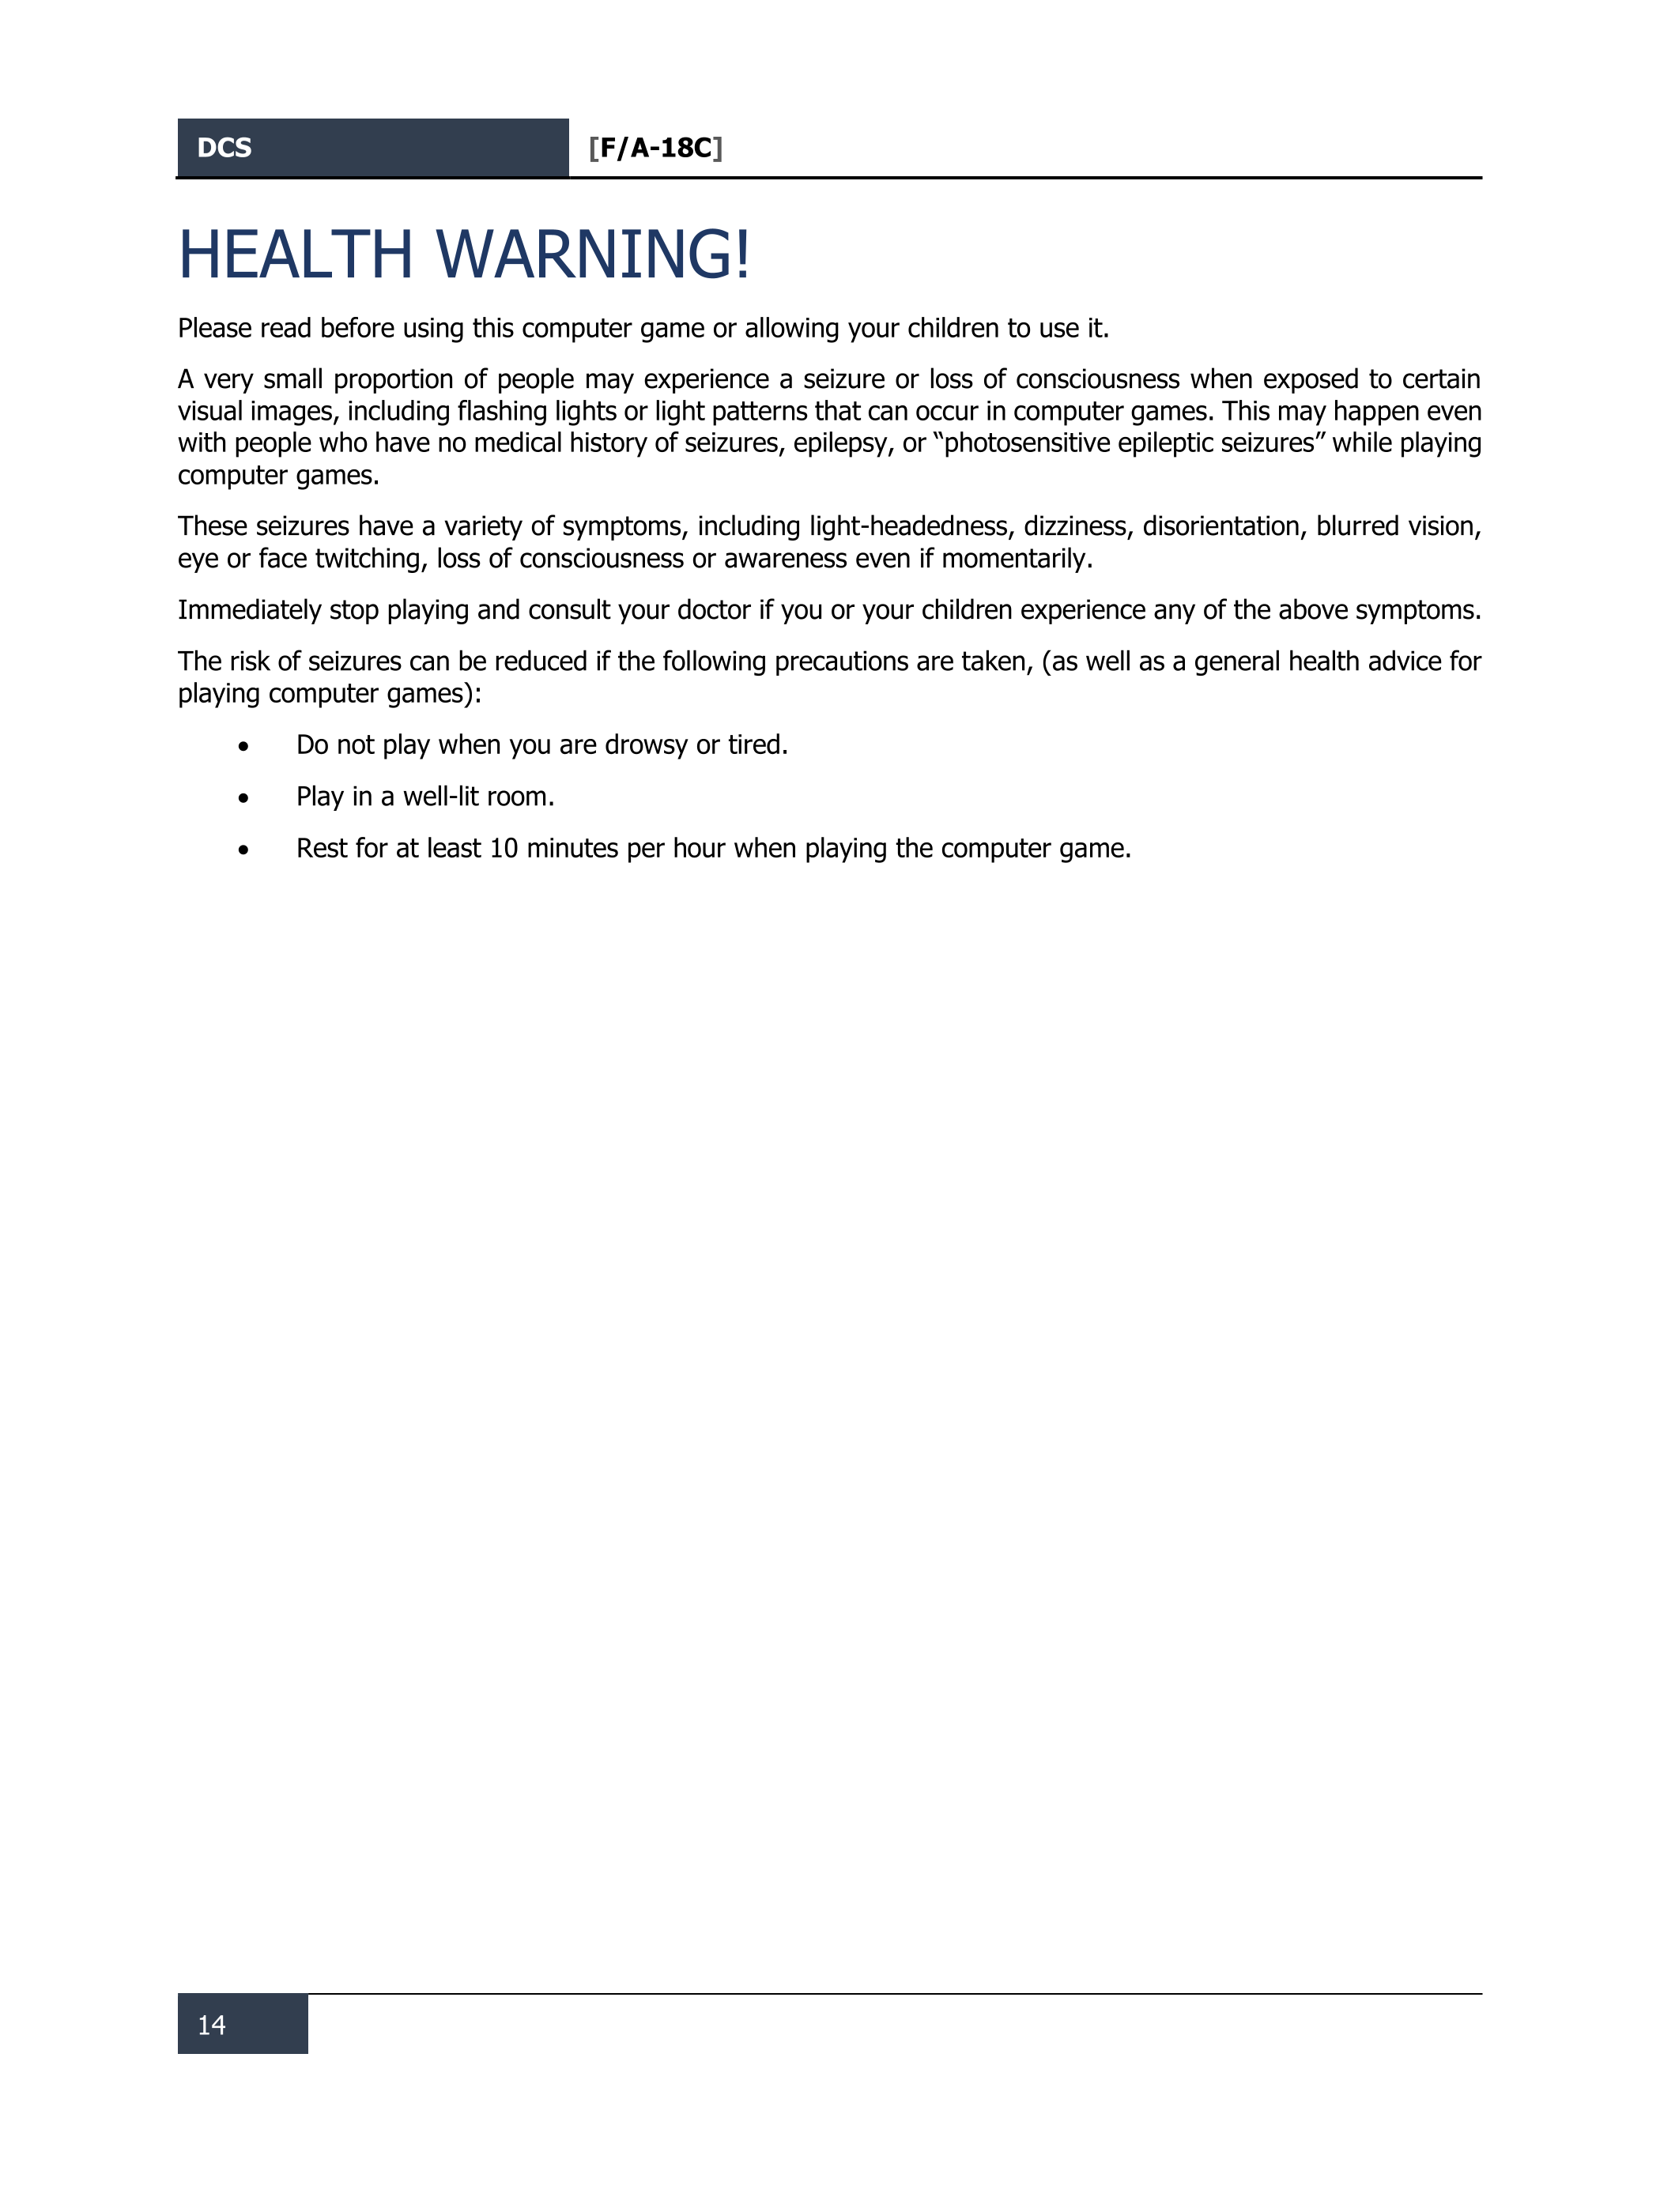 DCS [F/A-18C]
HEALTH WARNING!
Please read before using this computer game or allowing your children to use it.
A very small proportion of people may experience a seizure or loss of consciousness when exposed to certain
visual images, including flashing lights or light patterns that can occur in computer games. This may happen even
with people who have no medical history of seizures, epilepsy, or “photosensitive epileptic seizures” while playing
computer games.
These seizures have a variety of symptoms, including light-headedness, dizziness, disorientation, blurred vision,
eye or face twitching, loss of consciousness or awareness even if momentarily.
Immediately stop playing and consult your doctor if you or your children experience any of the above symptoms.
The risk of seizures can be reduced if the following precautions are taken, (as well as a general health advice for
playing computer games):
• Do not play when you are drowsy or tired.
• Play in a well-lit room.
• Rest for at least 10 minutes per hour when playing the computer game.
14